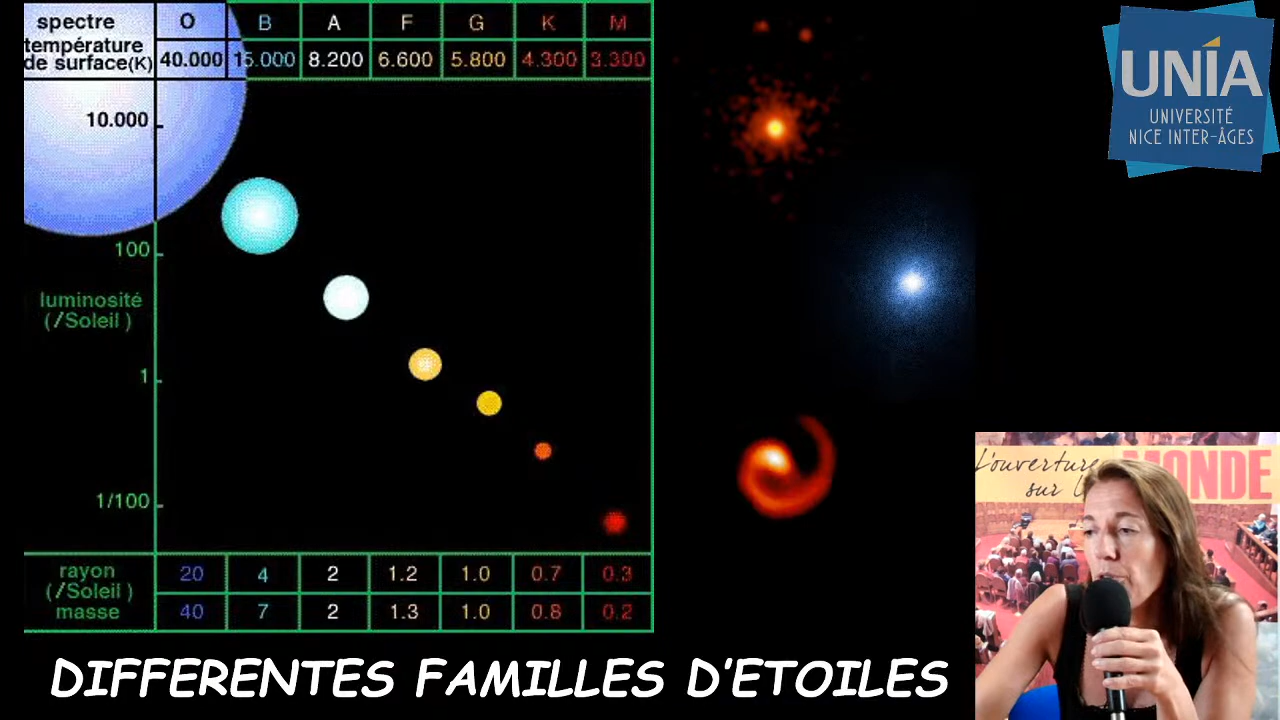 spectre O B A F G K M
température
de surface(K) 40.000 15.000 8.200 6.600 5.800 4.300 3.300
10.000
100
luminosité
(/Soleil)
1
1/100
rayon 20 4 2 1.2 1.0 0.7 0.3
(/Soleil)
masse 40 7 2 1.3 1.0 0.8 0.2
DIFFERENTES FAMILLES D'ETOILES
UNIA
UNIVERSITÉ
NICE INTER-ÂGES
L'ouverture
sur l
MONDE